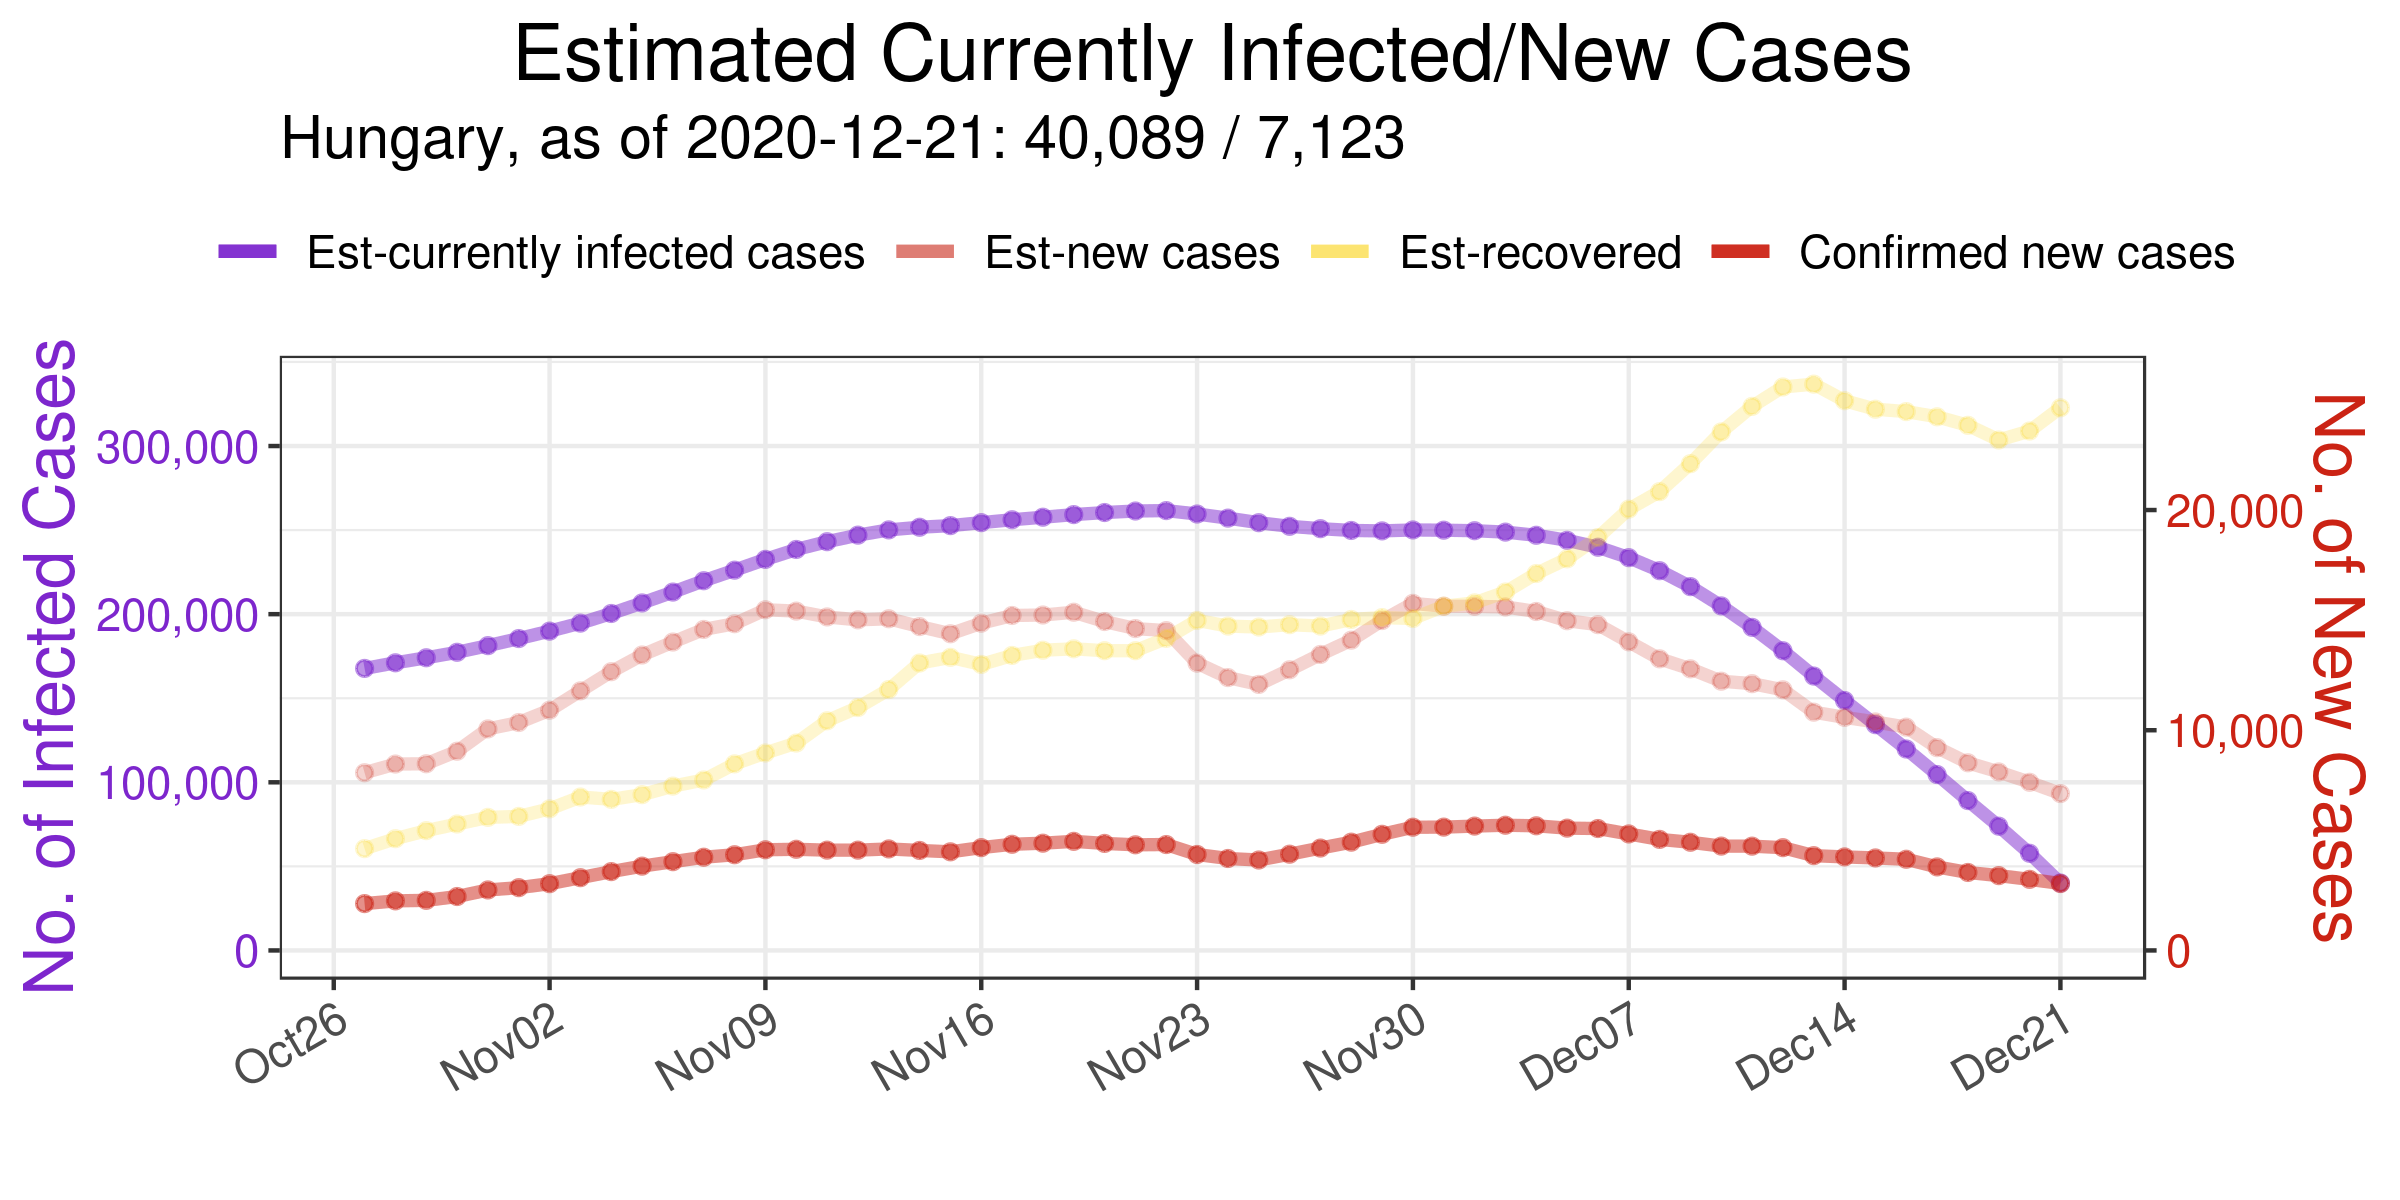 Estimated Currently Infected/New Cases
Hungary, as of 2020-12-21: 40,089 / 7,123
Est-currently infected cases Est-new cases Est-recovered Confirmed new cases
No. of Infected Cases
300,000
200,000
100,000
0
20,000
10,000
0
No. of New Cases
Oct26 Nov02 Nov09 Nov16 Nov23 Nov30 Dec07 Dec14 Dec21